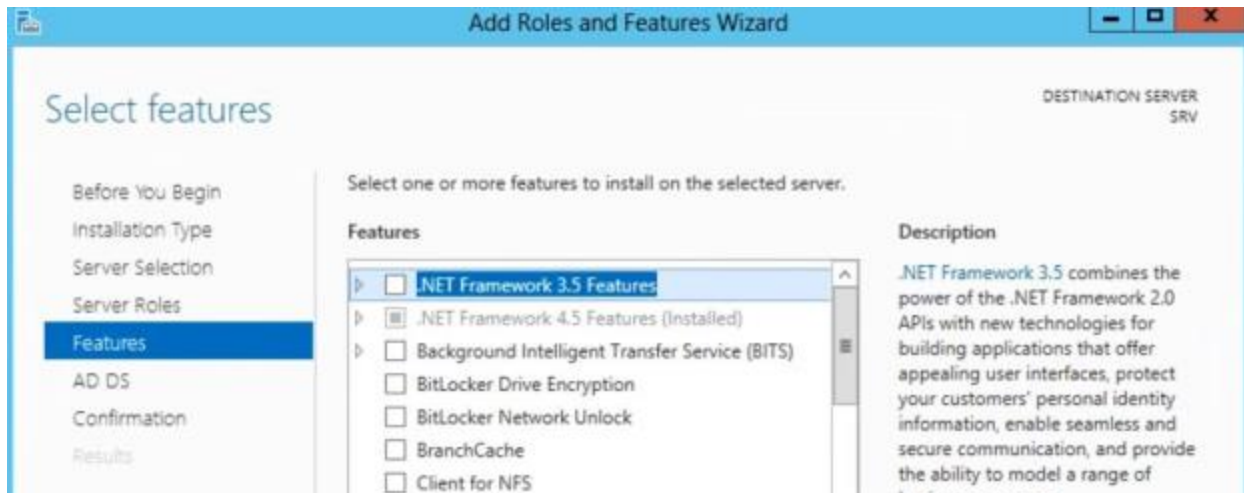 Add Roles and Features Wizard
Select features
DESTINATION SERVER
SRV
Before You Begin
Installation Type
Server Selection
Server Roles
Features
AD DS
Confirmation
Results
Select one or more features to install on the selected server.
Features
.NET Framework 3.5 Features
.NET Framework 4.5 Features (Installed)
Background Intelligent Transfer Service (BITS)
BitLocker Drive Encryption
BitLocker Network Unlock
BranchCache
Client for NFS
Description
.NET Framework 3.5 combines the
power of the .NET Framework 2.0
APIs with new technologies for
building applications that offer
appealing user interfaces, protect
your customers' personal identity
information, enable seamless and
secure communication, and provide
the ability to model a range of